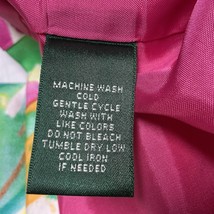 MACHINE WASH
COLD
GENTLE CYCLE
WASH WITH
LIKE COLORS
DO NOT BLEACH
TUMBLE DRY LOW
COOL IRON
IF NEEDED